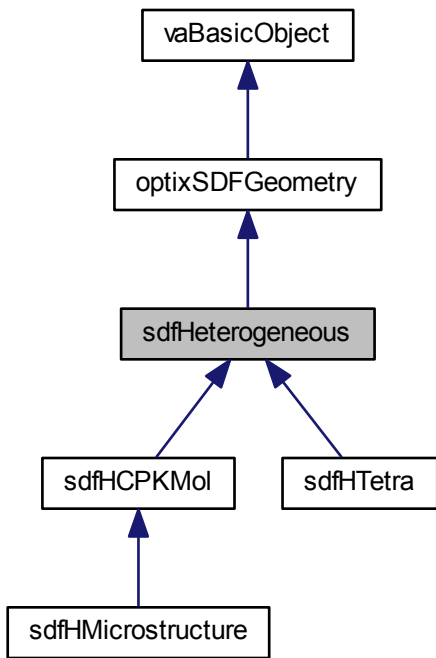 vaBasicObject
optixSDFGeometry
sdfHeterogeneous
sdfHCPKMol
sdfHTetra
sdfHMicrostructure